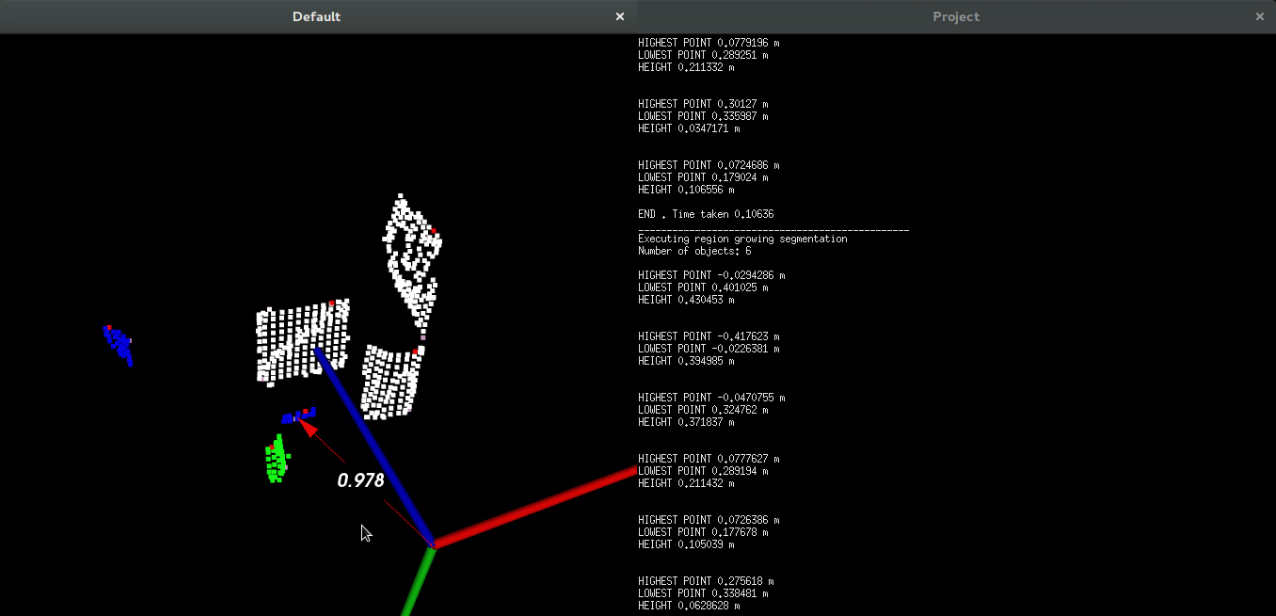 Default
Project
0.978
HIGHEST POINT 0.0779196 m
LOWEST POINT 0.289251 m
HEIGHT 0.211332 m
HIGHEST POINT 0.30127 m
LOWEST POINT 0.335987 m
HEIGHT 0.0347171 m
HIGHEST POINT 0.0724686 m
LOWEST POINT 0.179024 m
HEIGHT 0.106556 m
END . Time taken 0.10636
________________________________________________
Executing region growing segmentation
Number of objects: 6
HIGHEST POINT -0.0294286 m
LOWEST POINT 0.401025 m
HEIGHT 0.430453 m
HIGHEST POINT -0.417623 m
LOWEST POINT -0.0226381 m
HEIGHT 0.394985 m
HIGHEST POINT -0.0470755 m
LOWEST POINT 0.324762 m
HEIGHT 0.371837 m
HIGHEST POINT 0.0777627 m
LOWEST POINT 0.289194 m
HEIGHT 0.211432 m
HIGHEST POINT 0.0726386 m
LOWEST POINT 0.177678 m
HEIGHT 0.105039 m
HIGHEST POINT 0.275618 m
LOWEST POINT 0.338481 m
HEIGHT 0.0628628 m